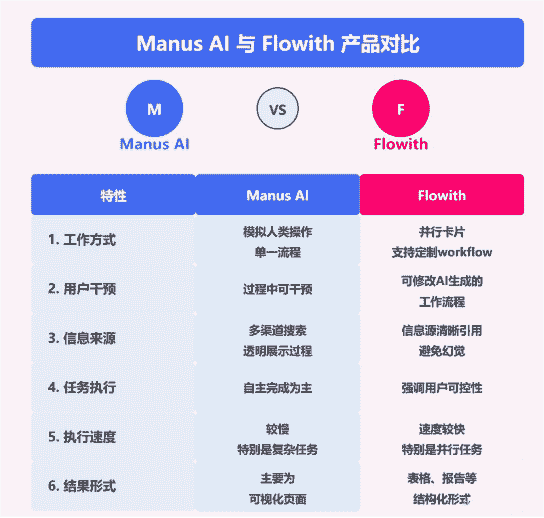 Manus AI 与 Flowith 产品对比
M
VS
F
Manus AI
Flowith
特性
Manus AI
Flowith
1. 工作方式
模拟人类操作
单一流程
并行卡片
支持定制workflow
2. 用户干预
过程中可干预
可修改AI生成的
工作流程
3. 信息来源
多渠道搜索
透明展示过程
信息源清晰引用
避免幻觉
4. 任务执行
自主完成为主
强调用户可控性
5. 执行速度
较慢
特别是复杂任务
速度较快
特别是并行任务
6. 结果形式
主要为
可视化页面
表格、报告等
结构化形式